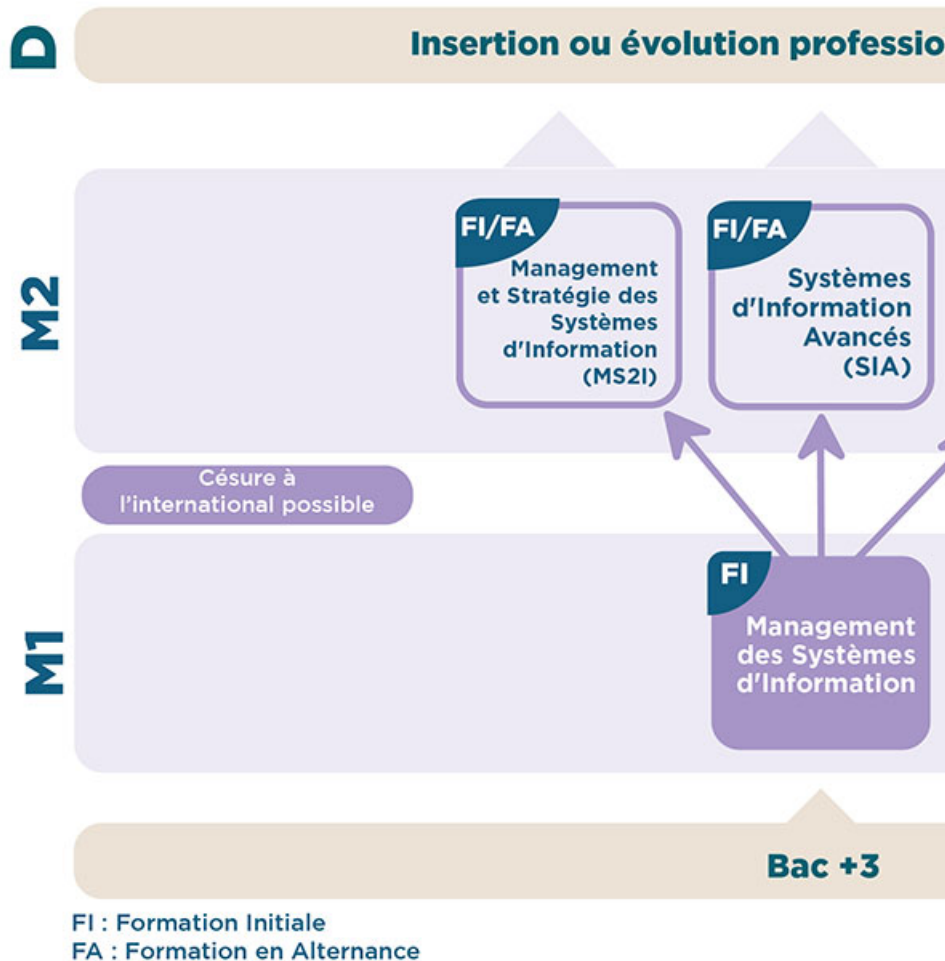 D
Insertion ou évolution professio
M2
FI/FA
Management
et Stratégie des
Systèmes
d'Information
(MS2I)
FI/FA
Systèmes
d'Information
Avancés
(SIA)
Césure à
l'international possible
M1
FI
Management
des Systèmes
d'Information
Bac +3
FI : Formation Initiale
FA : Formation en Alternance